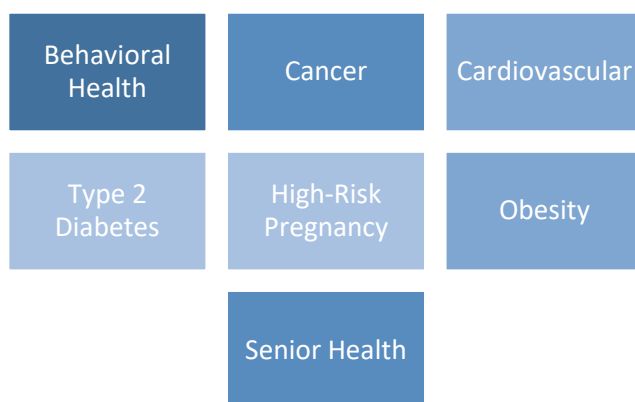 Behavioral
Health
Cancer
Cardiovascular
Type 2
Diabetes
High-Risk
Pregnancy
Obesity
Senior Health